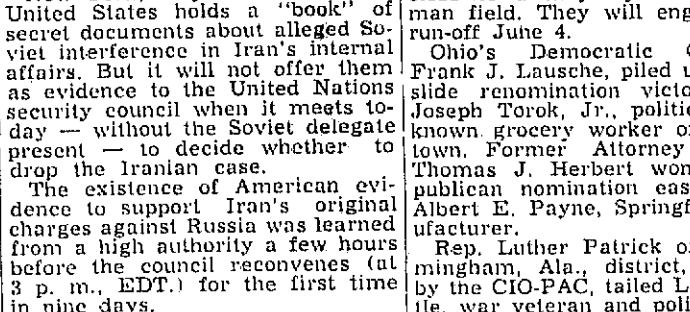 United States holds a "book" of
secret documents about alleged So-
viet interference in Iran's internal
affairs. But it will not offer them
as evidence to the United Nations
security council when it meets to-
day — without the Soviet delegate
present — to decide whether to
drop the Iranian case.
The existence of American evi-
dence to support Iran's original
charges against Russia was learned
from a high authority a few hours
before the council reconvenes (at
3 p. m., EDT.) for the first time
in nine days.
man field. They will eng
run-off June 4.
Ohio's Democratic
Frank J. Lausche, piled u
slide renomination victo
Joseph Torok, Jr., politic
known grocery worker o
town. Former Attorney
Thomas J. Herbert won
publican nomination eas
Albert E. Payne, Springf
ufacturer.
Rep. Luther Patrick o
mingham, Ala., district,
by the CIO-PAC, tailed L
tle, war veteran and poli